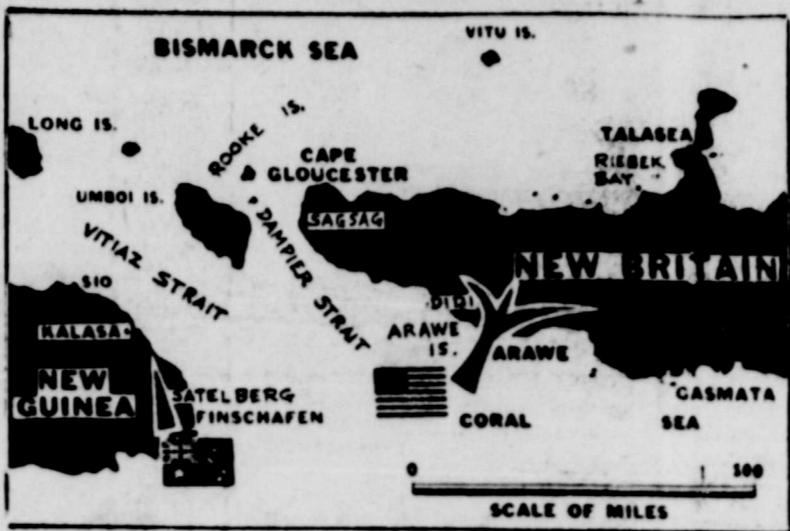 BISMARCK SEA
VITU IS.
LONG IS.
ROOKE IS.
CAPE
GLOUCESTER
TALASEA
RIEBEK
BAY
UMBOI IS.
SAGSAG
DAMPIER STRAIT
VITIAZ STRAIT
NEW BRITAIN
SIO
DIDI
KALASA
ARAWE
IS.
ARAWE
NEW
GUINEA
SATELBERG
FINSCHAFEN
GASMATA
CORAL
SEA
0
100
SCALE OF MILES